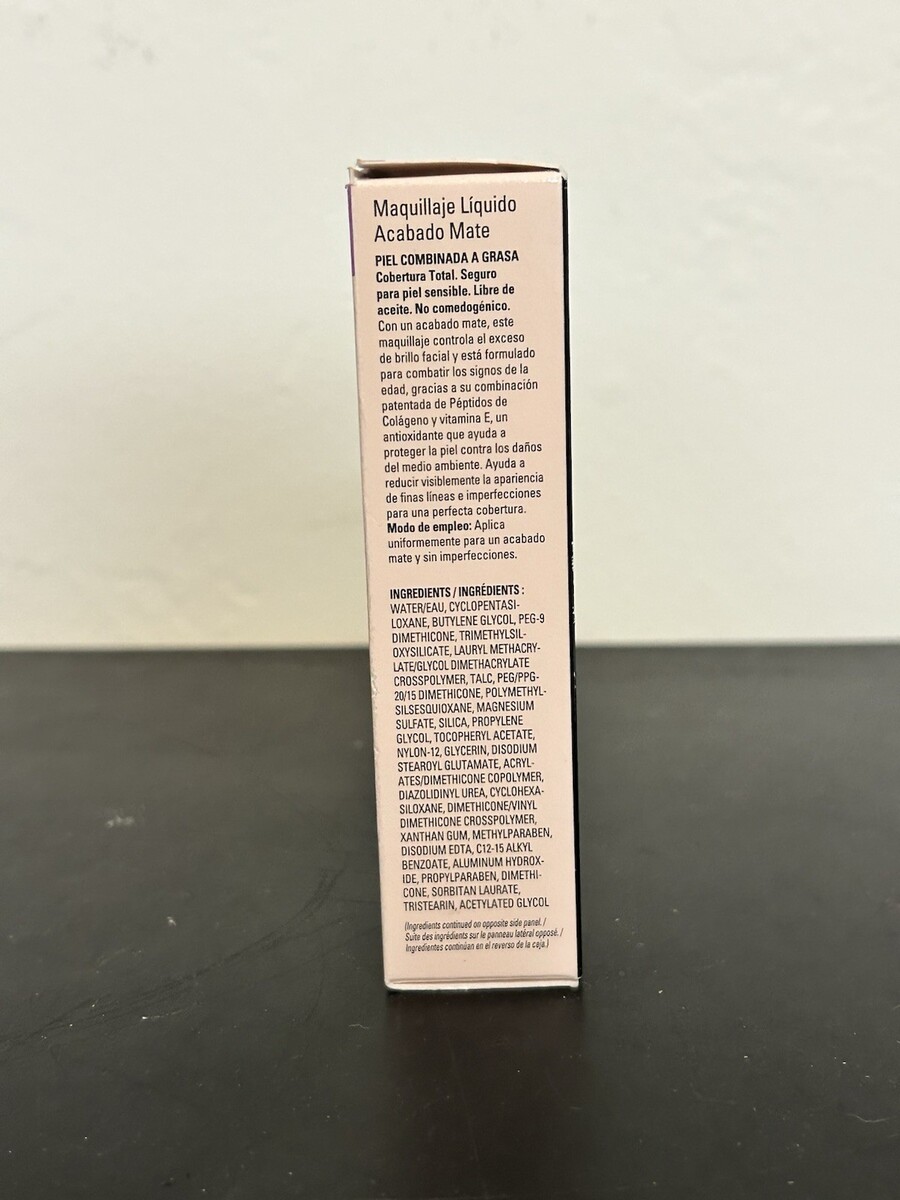 Maquillaje Líquido
Acabado Mate
PIEL COMBINADA A GRASA
Cobertura Total. Seguro
para piel sensible. Libre de
aceite. No comedogénico.
Con un acabado mate, este
maquillaje controla el exceso
de brillo facial y está formulado
para combatir los signos de la
edad, gracias a su combinación
patentada de Péptidos de
Colágeno y vitamina E, un
antioxidante que ayuda a
proteger la piel contra los daños
del medio ambiente. Ayuda a
reducir visiblemente la apariencia
de finas líneas e imperfecciones
para una perfecta cobertura.
Modo de empleo: Aplica
uniformemente para un acabado
mate y sin imperfecciones.
INGREDIENTS / INGRÉDIENTS :
WATER/EAU, CYCLOPENTASI-
LOXANE, BUTYLENE GLYCOL, PEG-9
DIMETHICONE, TRIMETHYLSIL-
OXYSILICATE, LAURYL METHACRY-
LATE/GLYCOL DIMETHACRYLATE
CROSSPOLYMER, TALC, PEG/PPG-
20/15 DIMETHICONE, POLYMETHYL-
SILSESQUIOXANE, MAGNESIUM
SULFATE, SILICA, PROPYLENE
GLYCOL, TOCOPHERYL ACETATE,
NYLON-12, GLYCERIN, DISODIUM
STEAROYL GLUTAMATE, ACRYL-
ATES/DIMETHICONE COPOLYMER,
DIAZOLIDINYL UREA, CYCLOHEXA-
SILOXANE, DIMETHICONE/VINYL
DIMETHICONE CROSSPOLYMER,
XANTHAN GUM, METHYLPARABEN,
DISODIUM EDTA, C12-15 ALKYL
BENZOATE, ALUMINUM HYDROX-
IDE, PROPYLPARABEN, DIMETHI-
CONE, SORBITAN LAURATE,
TRISTEARIN, ACETYLATED GLYCOL
(Ingredients continued on opposite side panel. /
Suite des ingrédients sur le panneau latéral opposé. /
Ingredientes continúan en el reverso de la caja.)